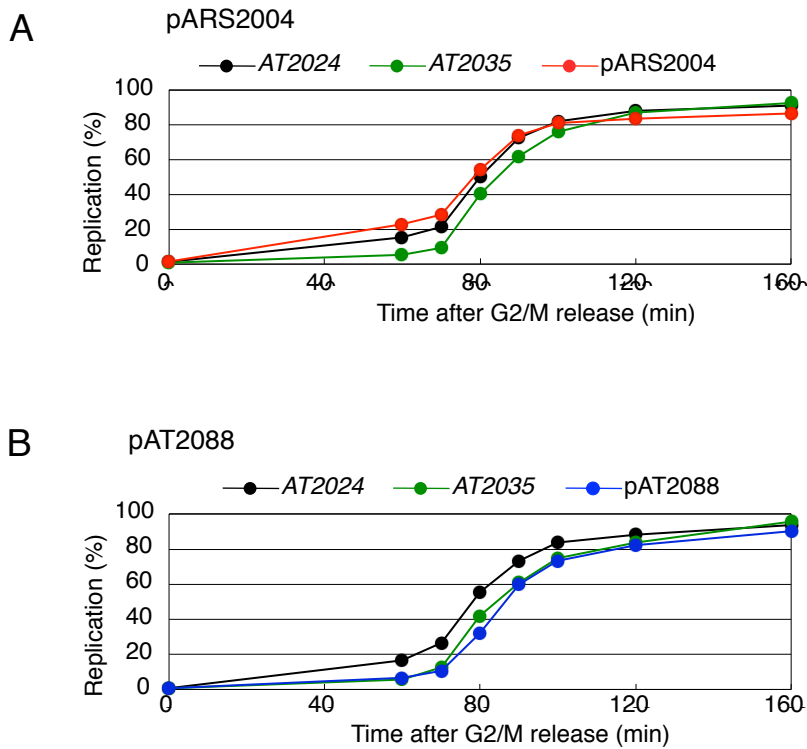 A
pARS2004
AT2024 AT2035 pARS2004
Replication (%)
100
80
60
40
20
0
0 40 80 120 160
Time after G2/M release (min)
B
pAT2088
AT2024 AT2035 pAT2088
Replication (%)
100
80
60
40
20
0
0 40 80 120 160
Time after G2/M release (min)